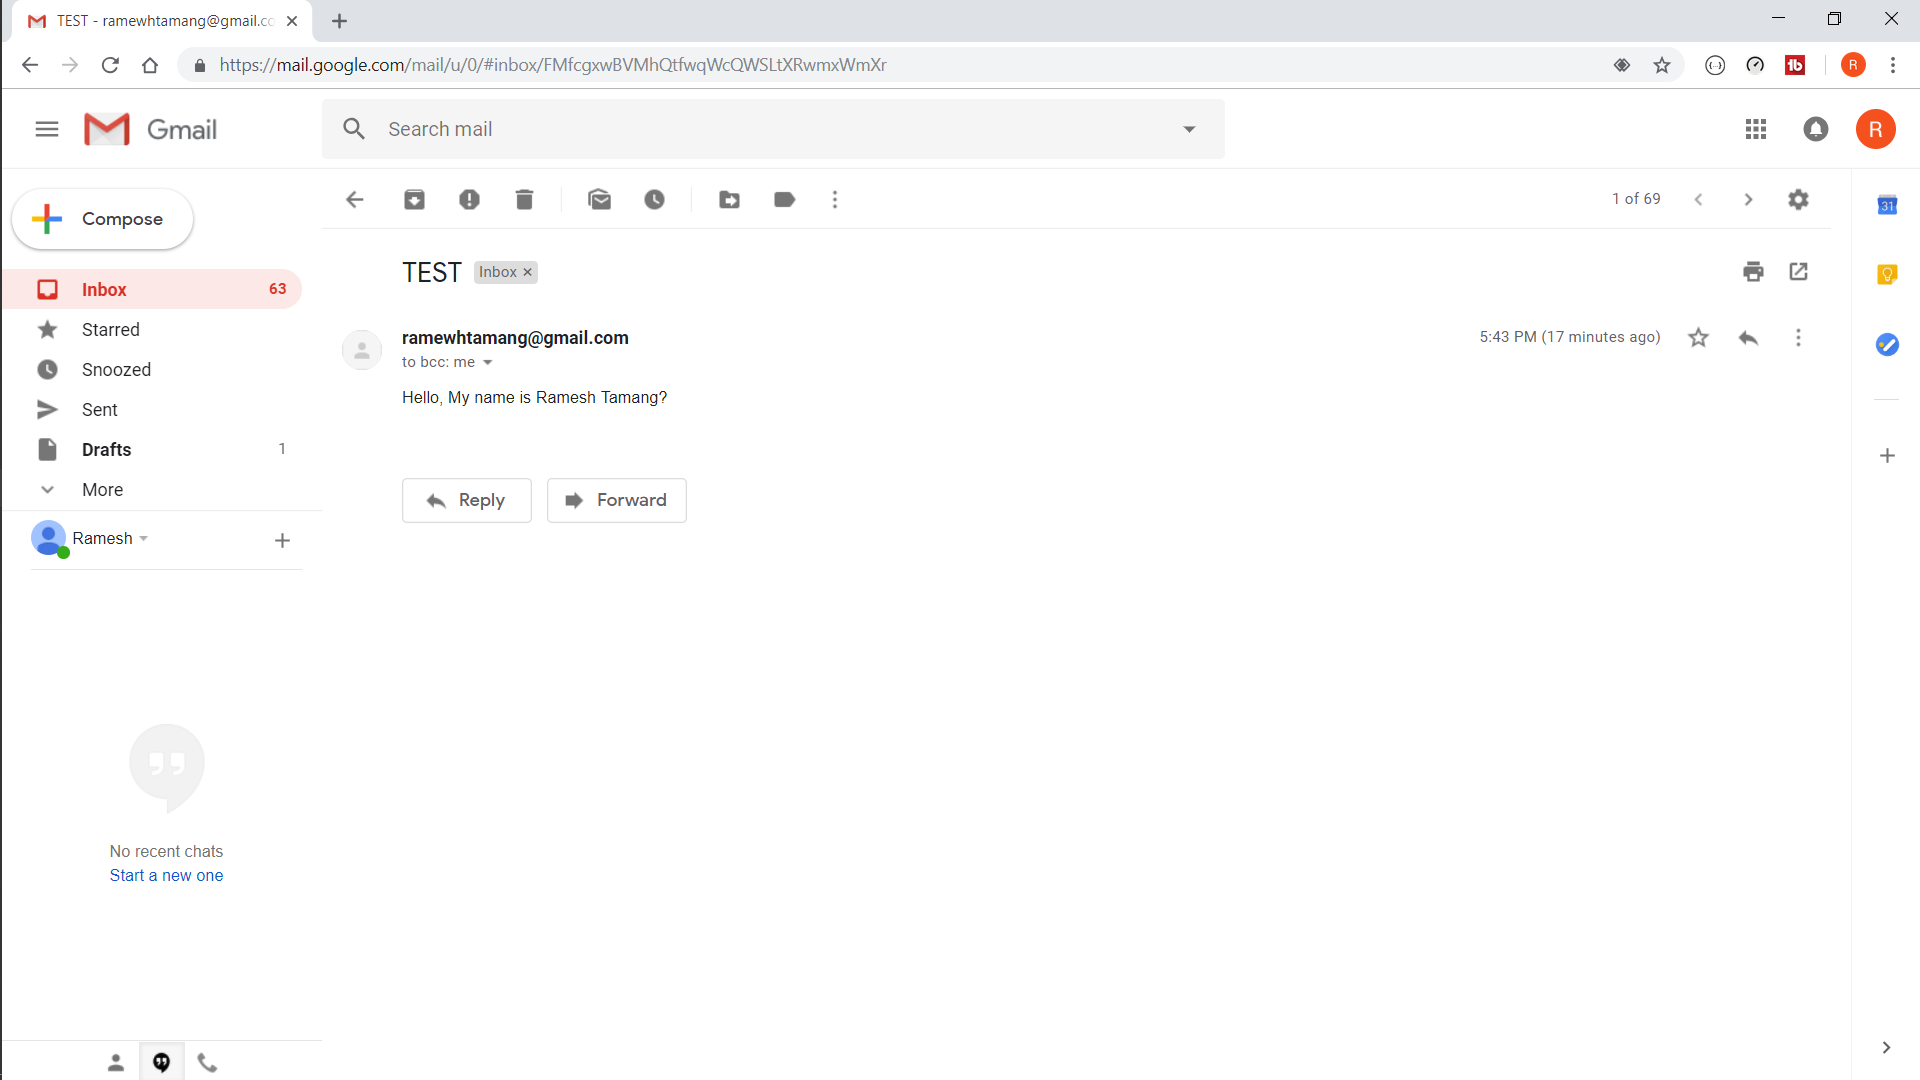 TEST - ramewhtamang@gmail.co
https://mail.google.com/mail/u/0/#inbox/FMfcgxwBVMhQtfwqWcQWSLtXRwmxWmXr
R
Gmail
Search mail
R
Compose
1 of 69
31
TEST Inbox ×
Inbox 63
Starred
Snoozed
Sent
Drafts 1
More
ramewhtamang@gmail.com
5:43 PM (17 minutes ago)
to bcc: me
Hello, My name is Ramesh Tamang?
Reply
Forward
Ramesh
No recent chats
Start a new one